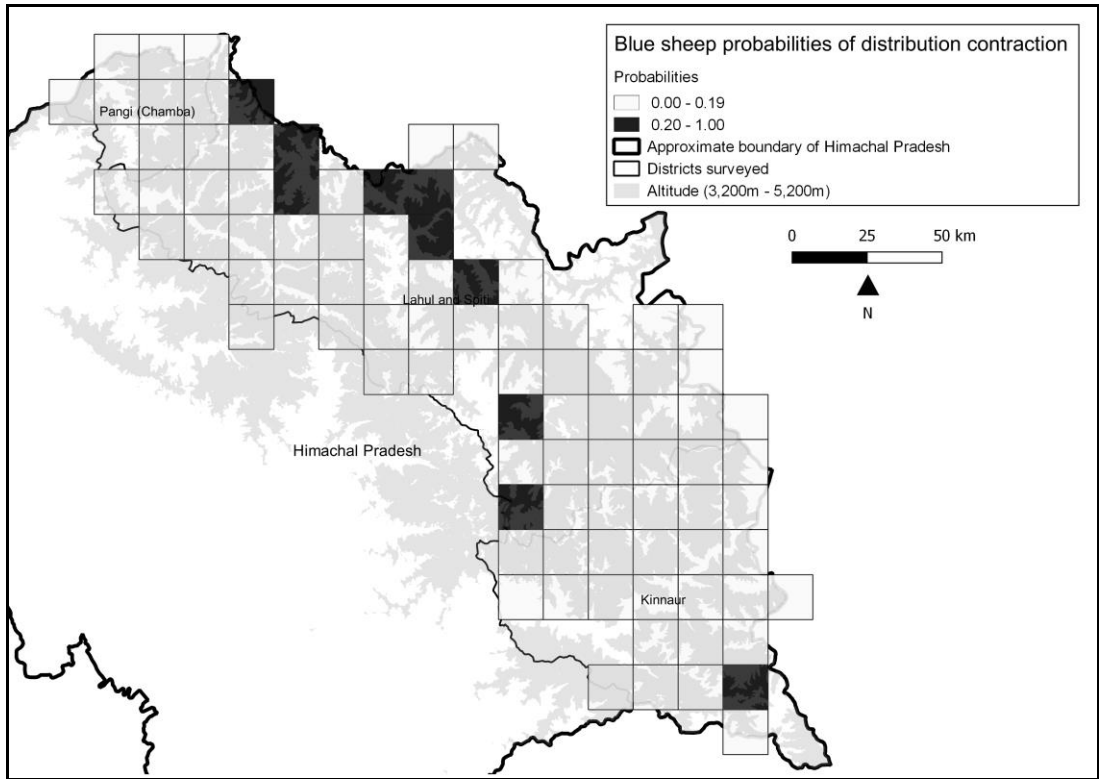 Blue sheep probabilities of distribution contraction
Probabilities
0.00 - 0.19
0.20 - 1.00
Approximate boundary of Himachal Pradesh
Districts surveyed
Altitude (3,200m - 5,200m)
0 25 50 km
N
Pangi (Chamba)
Lahul and Spiti
Himachal Pradesh
Kinnaur